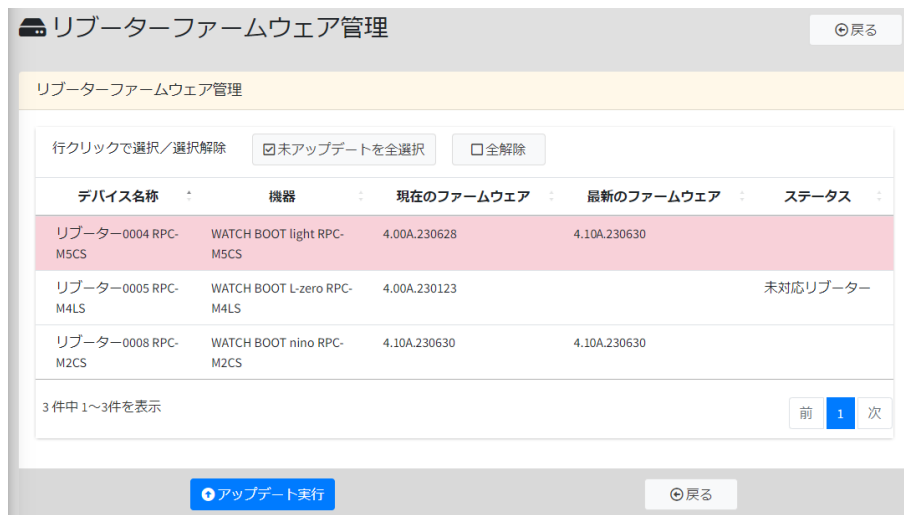 リブーターファームウェア管理
戻る
リブーターファームウェア管理
行クリックで選択／選択解除 未アップデートを全選択 全解除
デバイス名称 機器 現在のファームウェア 最新のファームウェア ステータス
リブーター0004 RPC-M5CS WATCH BOOT light RPC-M5CS 4.00A.230628 4.10A.230630
リブーター0005 RPC-M4LS WATCH BOOT L-zero RPC-M4LS 4.00A.230123 未対応リブーター
リブーター0008 RPC-M2CS WATCH BOOT nino RPC-M2CS 4.10A.230630 4.10A.230630
3 件中 1～3件を表示
前 1 次
アップデート実行 戻る